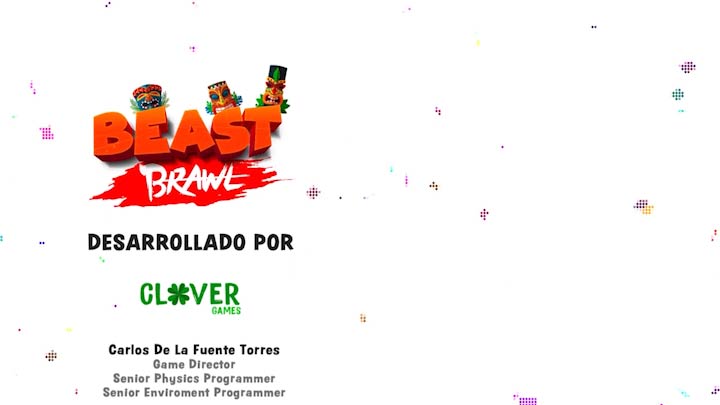 BEAST
BRAWL
DESARROLLADO POR
CLOVER
GAMES
Carlos De La Fuente Torres
Game Director
Senior Physics Programmer
Senior Enviroment Programmer